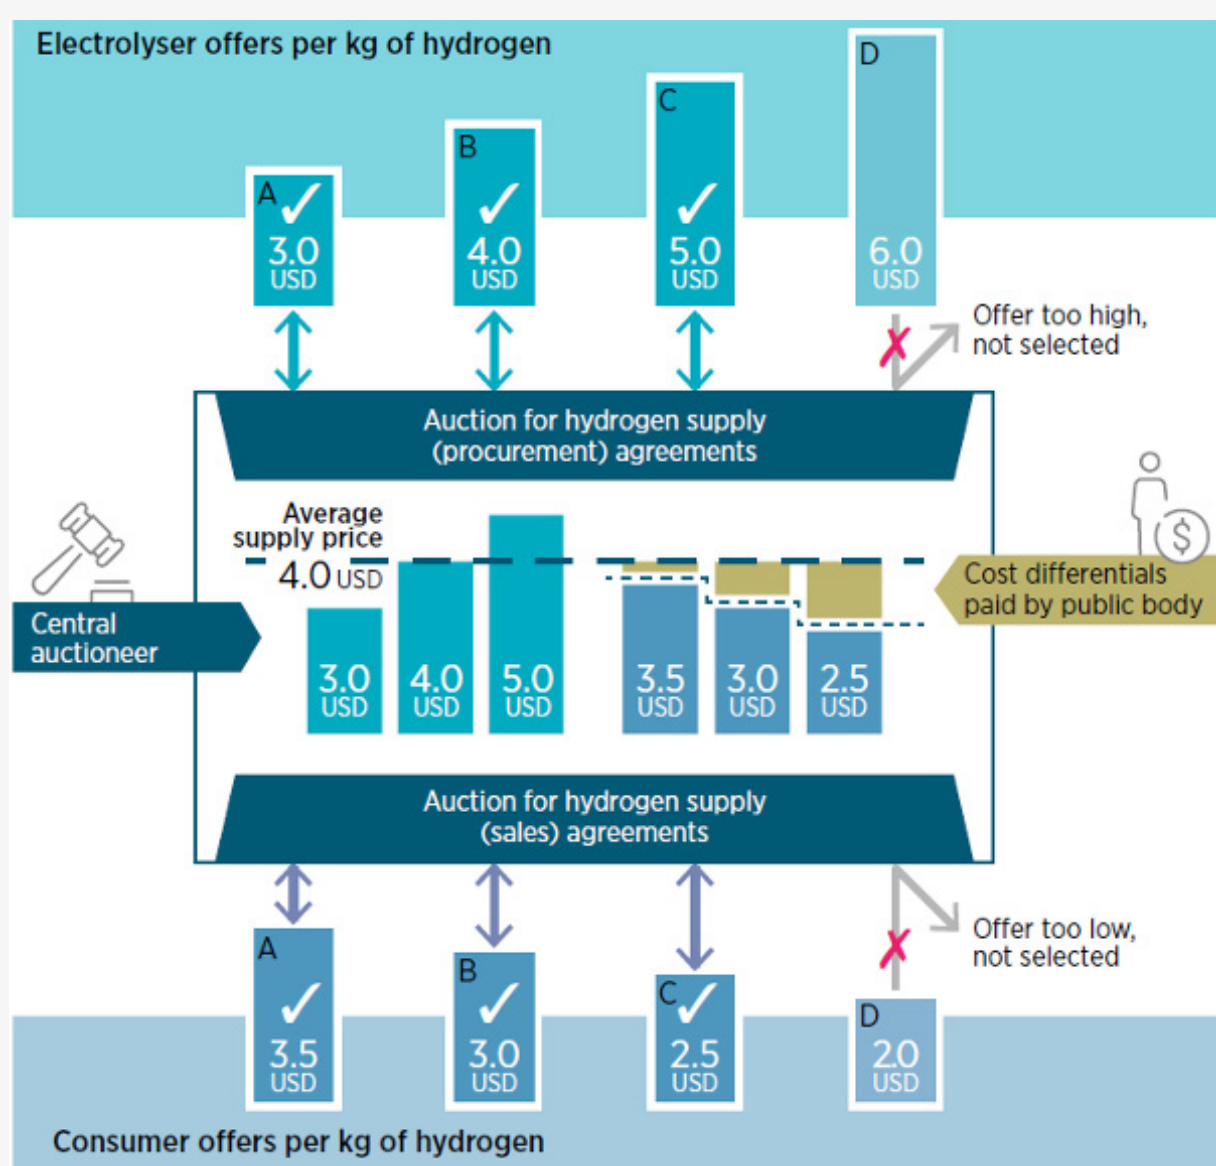 Electrolyser offers per kg of hydrogen
A
3.0
USD
B
4.0
USD
C
5.0
USD
D
6.0
USD
Offer too high,
not selected
Auction for hydrogen supply
(procurement) agreements
Average
supply price
4.0 USD
Central
auctioneer
3.0
USD
4.0
USD
5.0
USD
3.5
USD
3.0
USD
2.5
USD
$
Cost differentials
paid by public body
Auction for hydrogen supply
(sales) agreements
A
3.5
USD
B
3.0
USD
C
2.5
USD
D
2.0
USD
Offer too low,
not selected
Consumer offers per kg of hydrogen